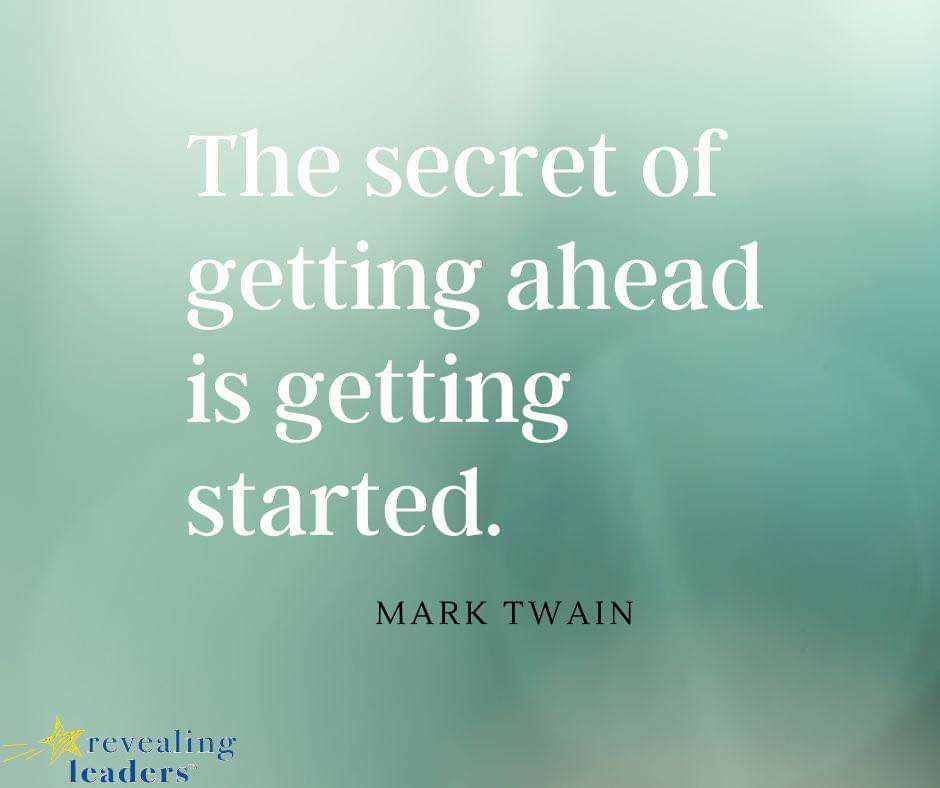 The secret of
getting ahead
is getting
started.
MARK TWAIN
revealing
leaders